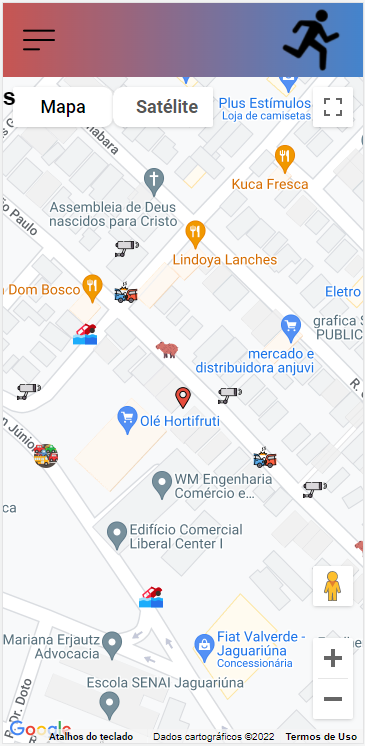 s
Mapa
Satélite
Plus Estímulos
Loja de camisetas
Kuca Fresca
Assembleia de Deus
nascidos para Cristo
Lindoya Lanches
Dom Bosco
Eletro
grafica S
PUBLIC
mercado e
distribuidora anjuvi
Olé Hortifruti
WM Engenharia
Comércio e...
Edifício Comercial
Liberal Center I
n Júnior
ca
o Paulo
abara
R.
Mariana Erjautz
Advocacia
Fiat Valverde -
Jaguariúna
Concessionária
Escola SENAI Jaguariúna
R. Dr. Doto
Google
Atalhos do teclado
Dados cartográficos ©2022
Termos de Uso